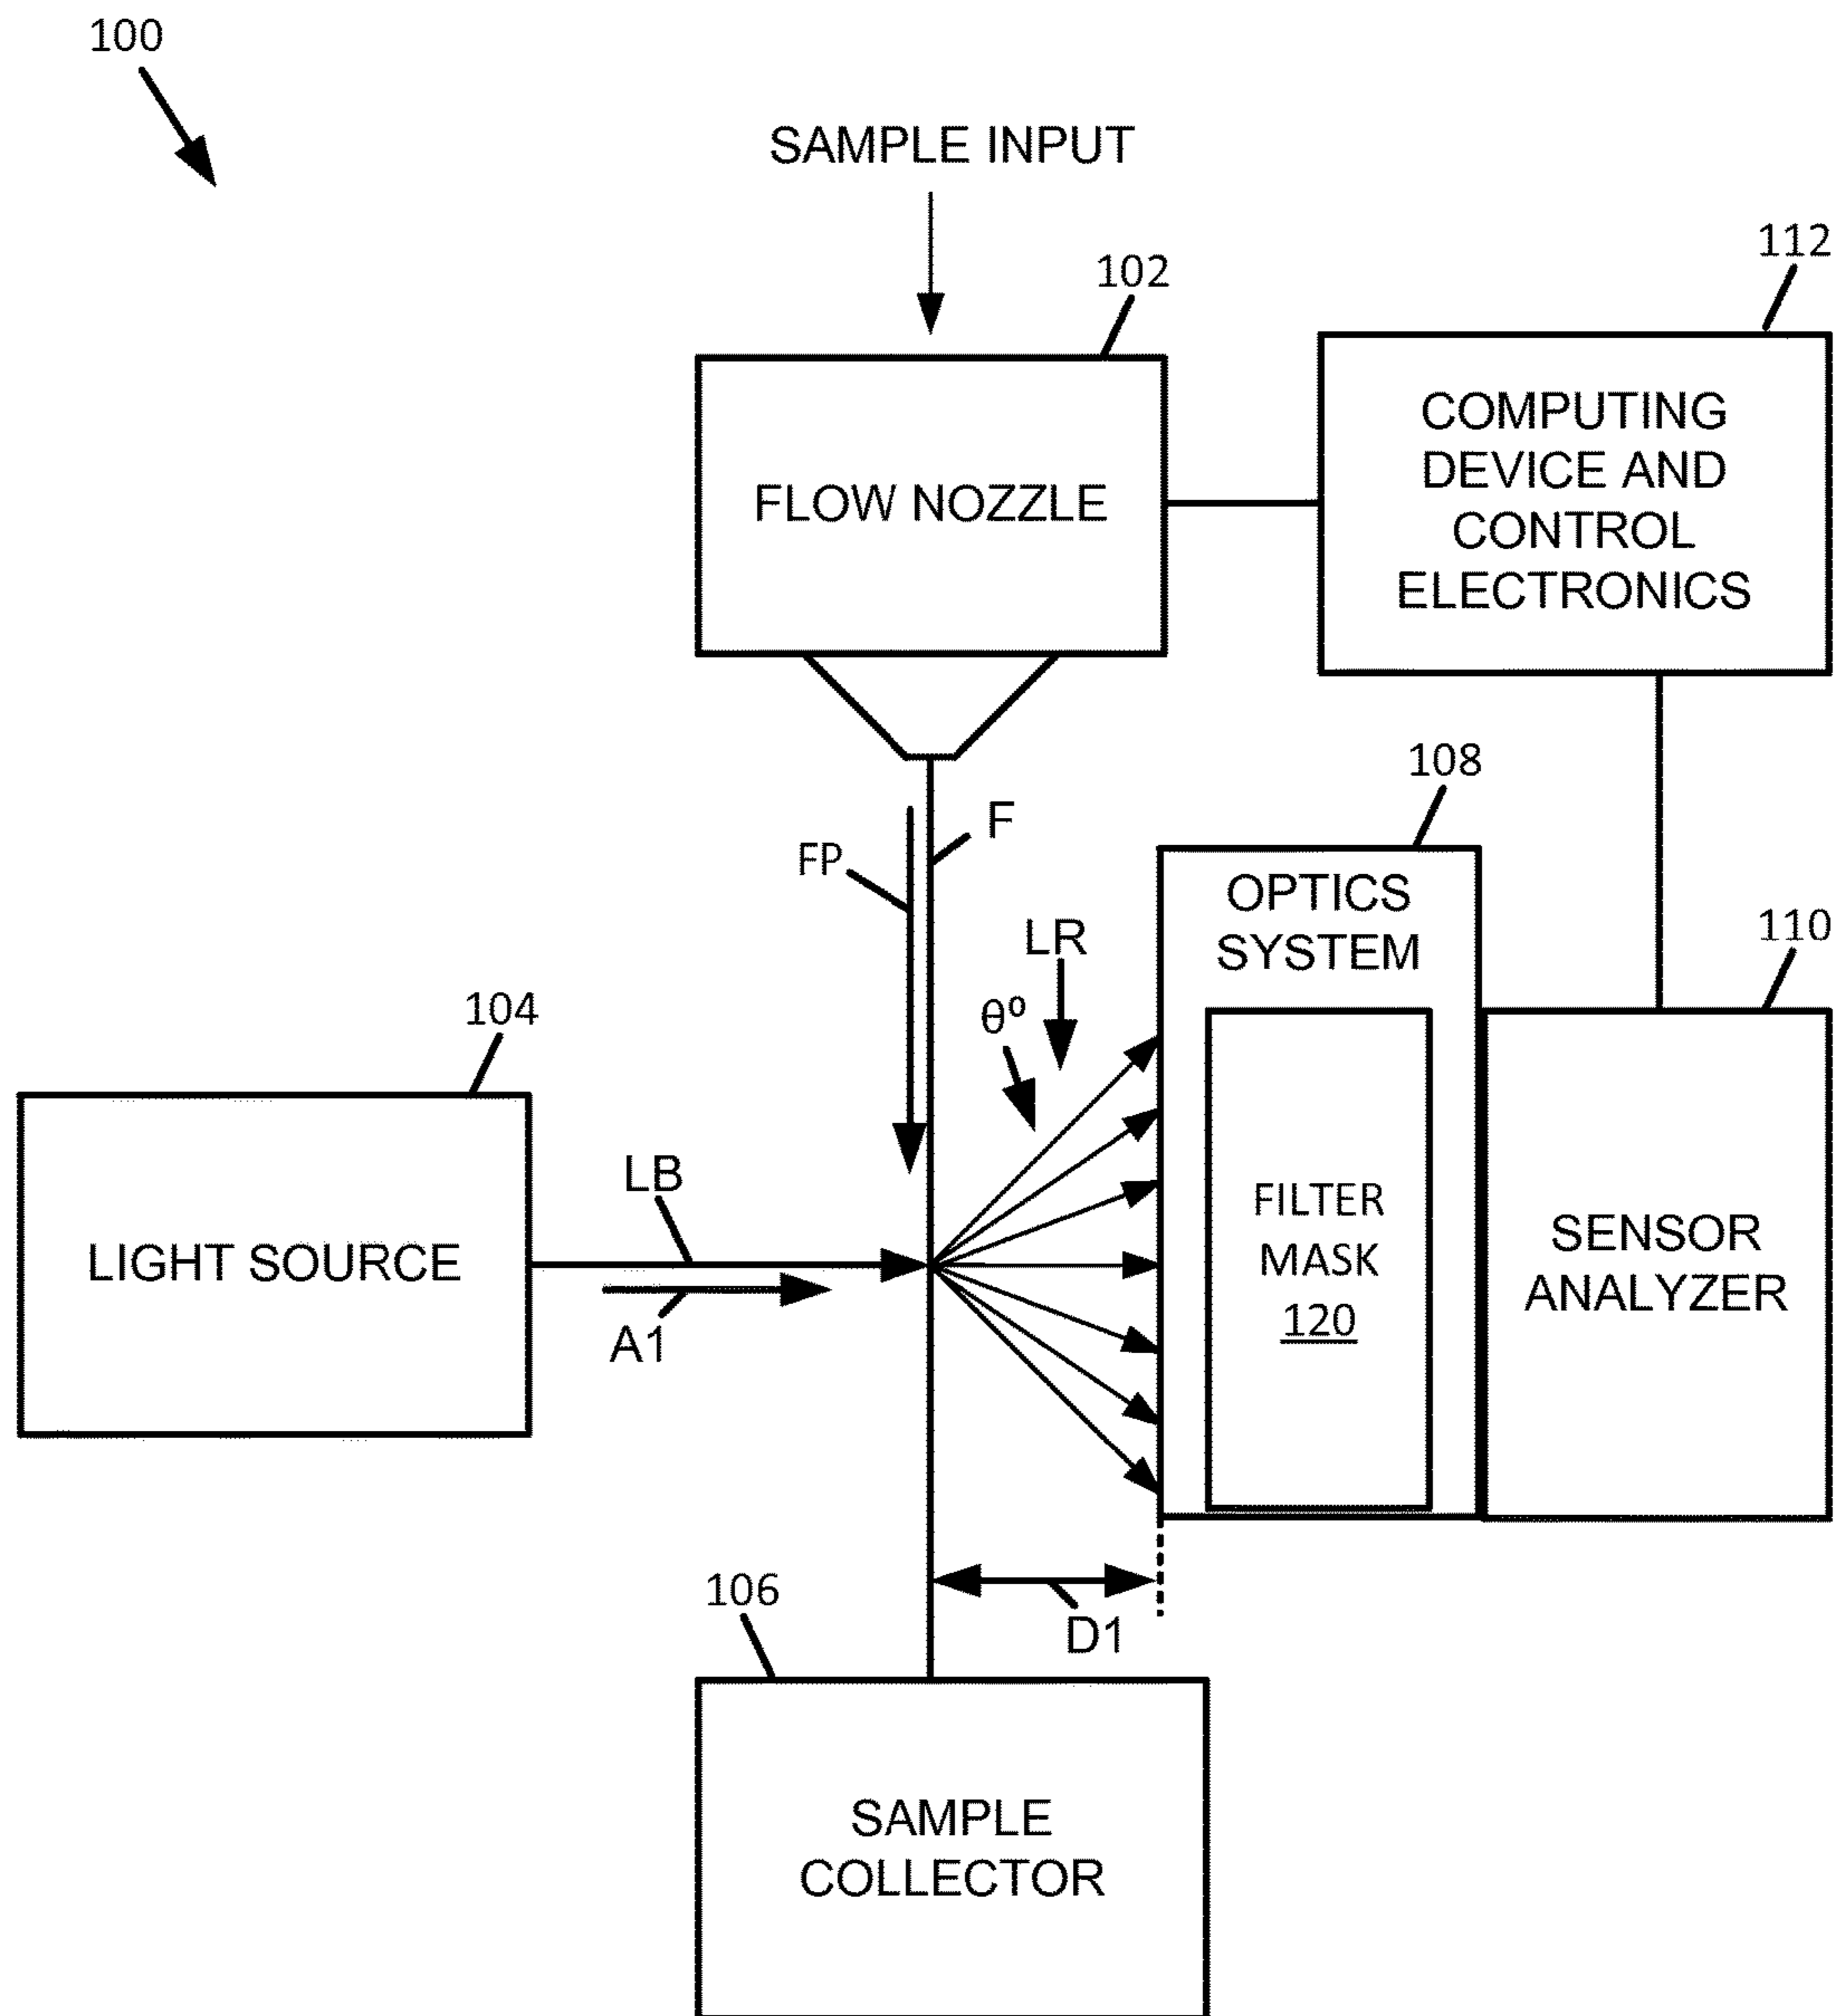 100
SAMPLE INPUT
102
112
FLOW NOZZLE
COMPUTING
DEVICE AND
CONTROL
ELECTRONICS
108
F
FP
OPTICS
SYSTEM
LR
θº
110
104
LB
LIGHT SOURCE
A1
FILTER
MASK
120
SENSOR
ANALYZER
106
D1
SAMPLE
COLLECTOR